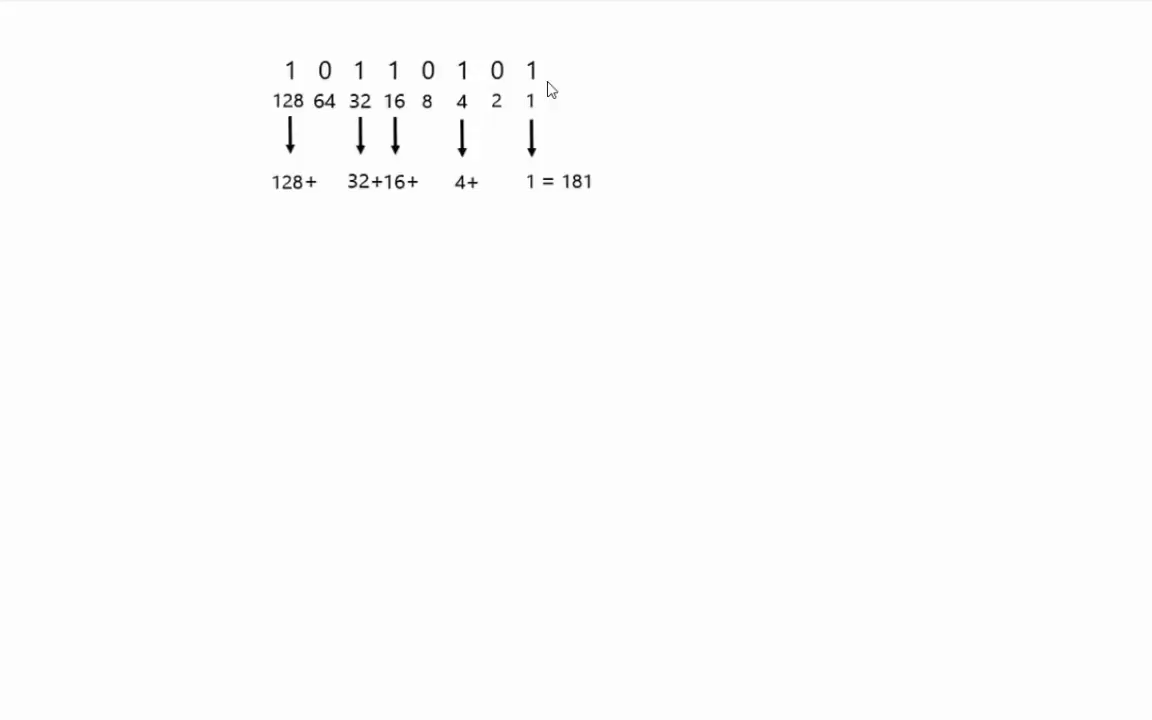 1 0 1 1 0 1 0 1
128 64 32 16 8 4 2 1
128+ 32+16+ 4+ 1 = 181